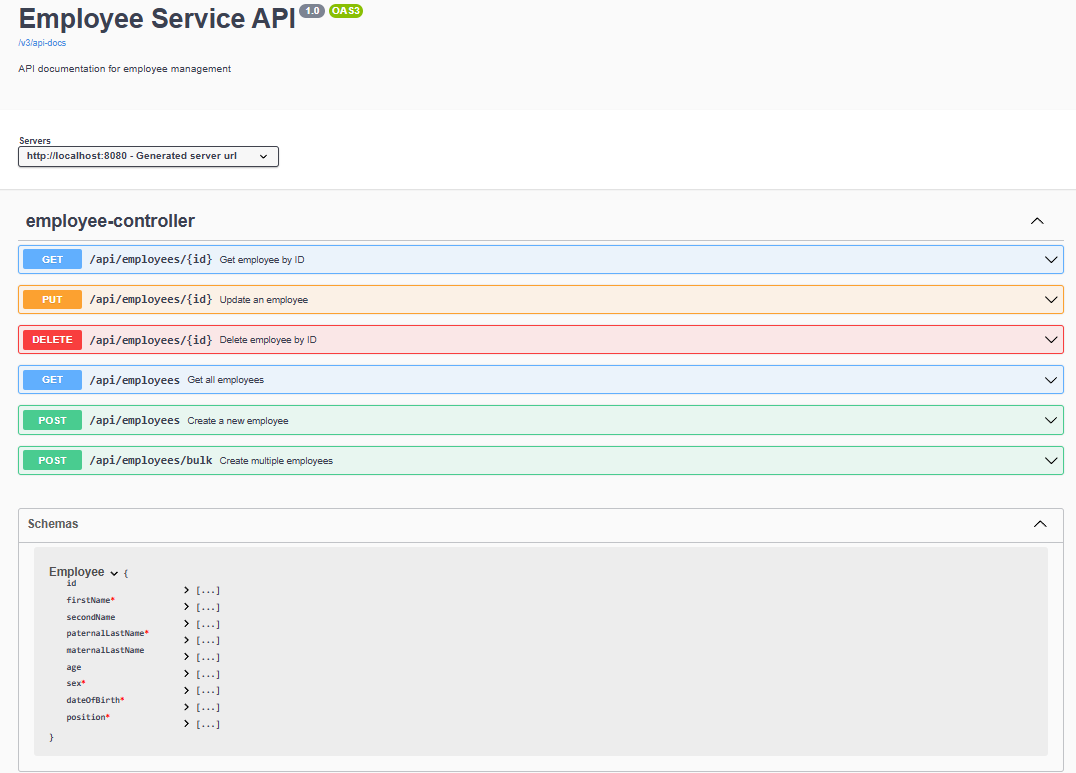 Employee Service API 1.0 OAS3
/v3/api-docs
API documentation for employee management
Servers
http://localhost:8080 - Generated server url
employee-controller
GET /api/employees/{id} Get employee by ID
PUT /api/employees/{id} Update an employee
DELETE /api/employees/{id} Delete employee by ID
GET /api/employees Get all employees
POST /api/employees Create a new employee
POST /api/employees/bulk Create multiple employees
Schemas
Employee {
id [...]
firstName* [...]
secondName [...]
paternalLastName* [...]
maternalLastName [...]
age [...]
sex* [...]
dateOfBirth* [...]
position* [...]
}